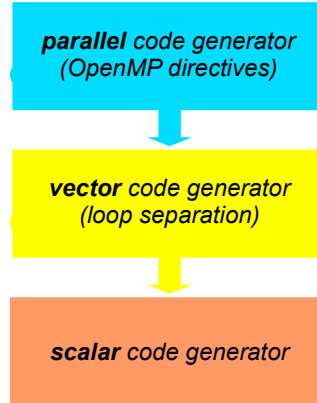 parallel code generator
(OpenMP directives)
vector code generator
(loop separation)
scalar code generator